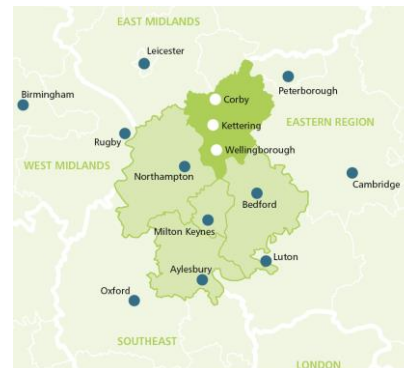 EAST MIDLANDS
Leicester
Birmingham
Corby
Peterborough
Kettering
EASTERN REGION
Rugby
Wellingborough
WEST MIDLANDS
Northampton
Cambridge
Bedford
Milton Keynes
Luton
Aylesbury
Oxford
SOUTHEAST
LONDON